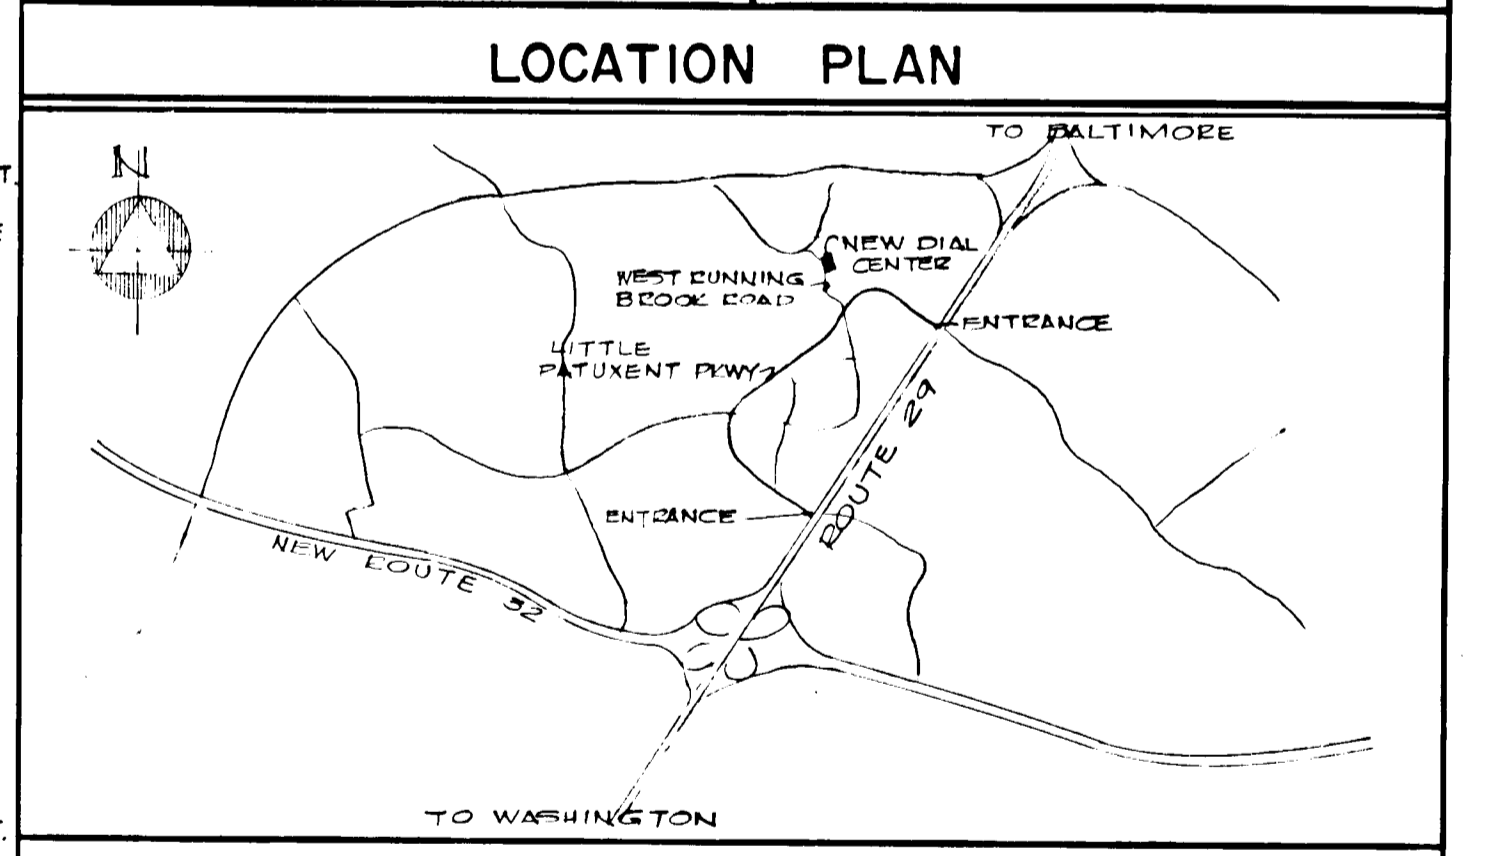 LOCATION PLAN
TO BALTIMORE
N
T.
NEW DIAL
CENTER
WEST RUNNING
BROOK ROAD
ENTRANCE
LITTLE
PATUXENT PKWY
ROUTE 29
ENTRANCE
NEW ROUTE 32
TO WASHINGTON